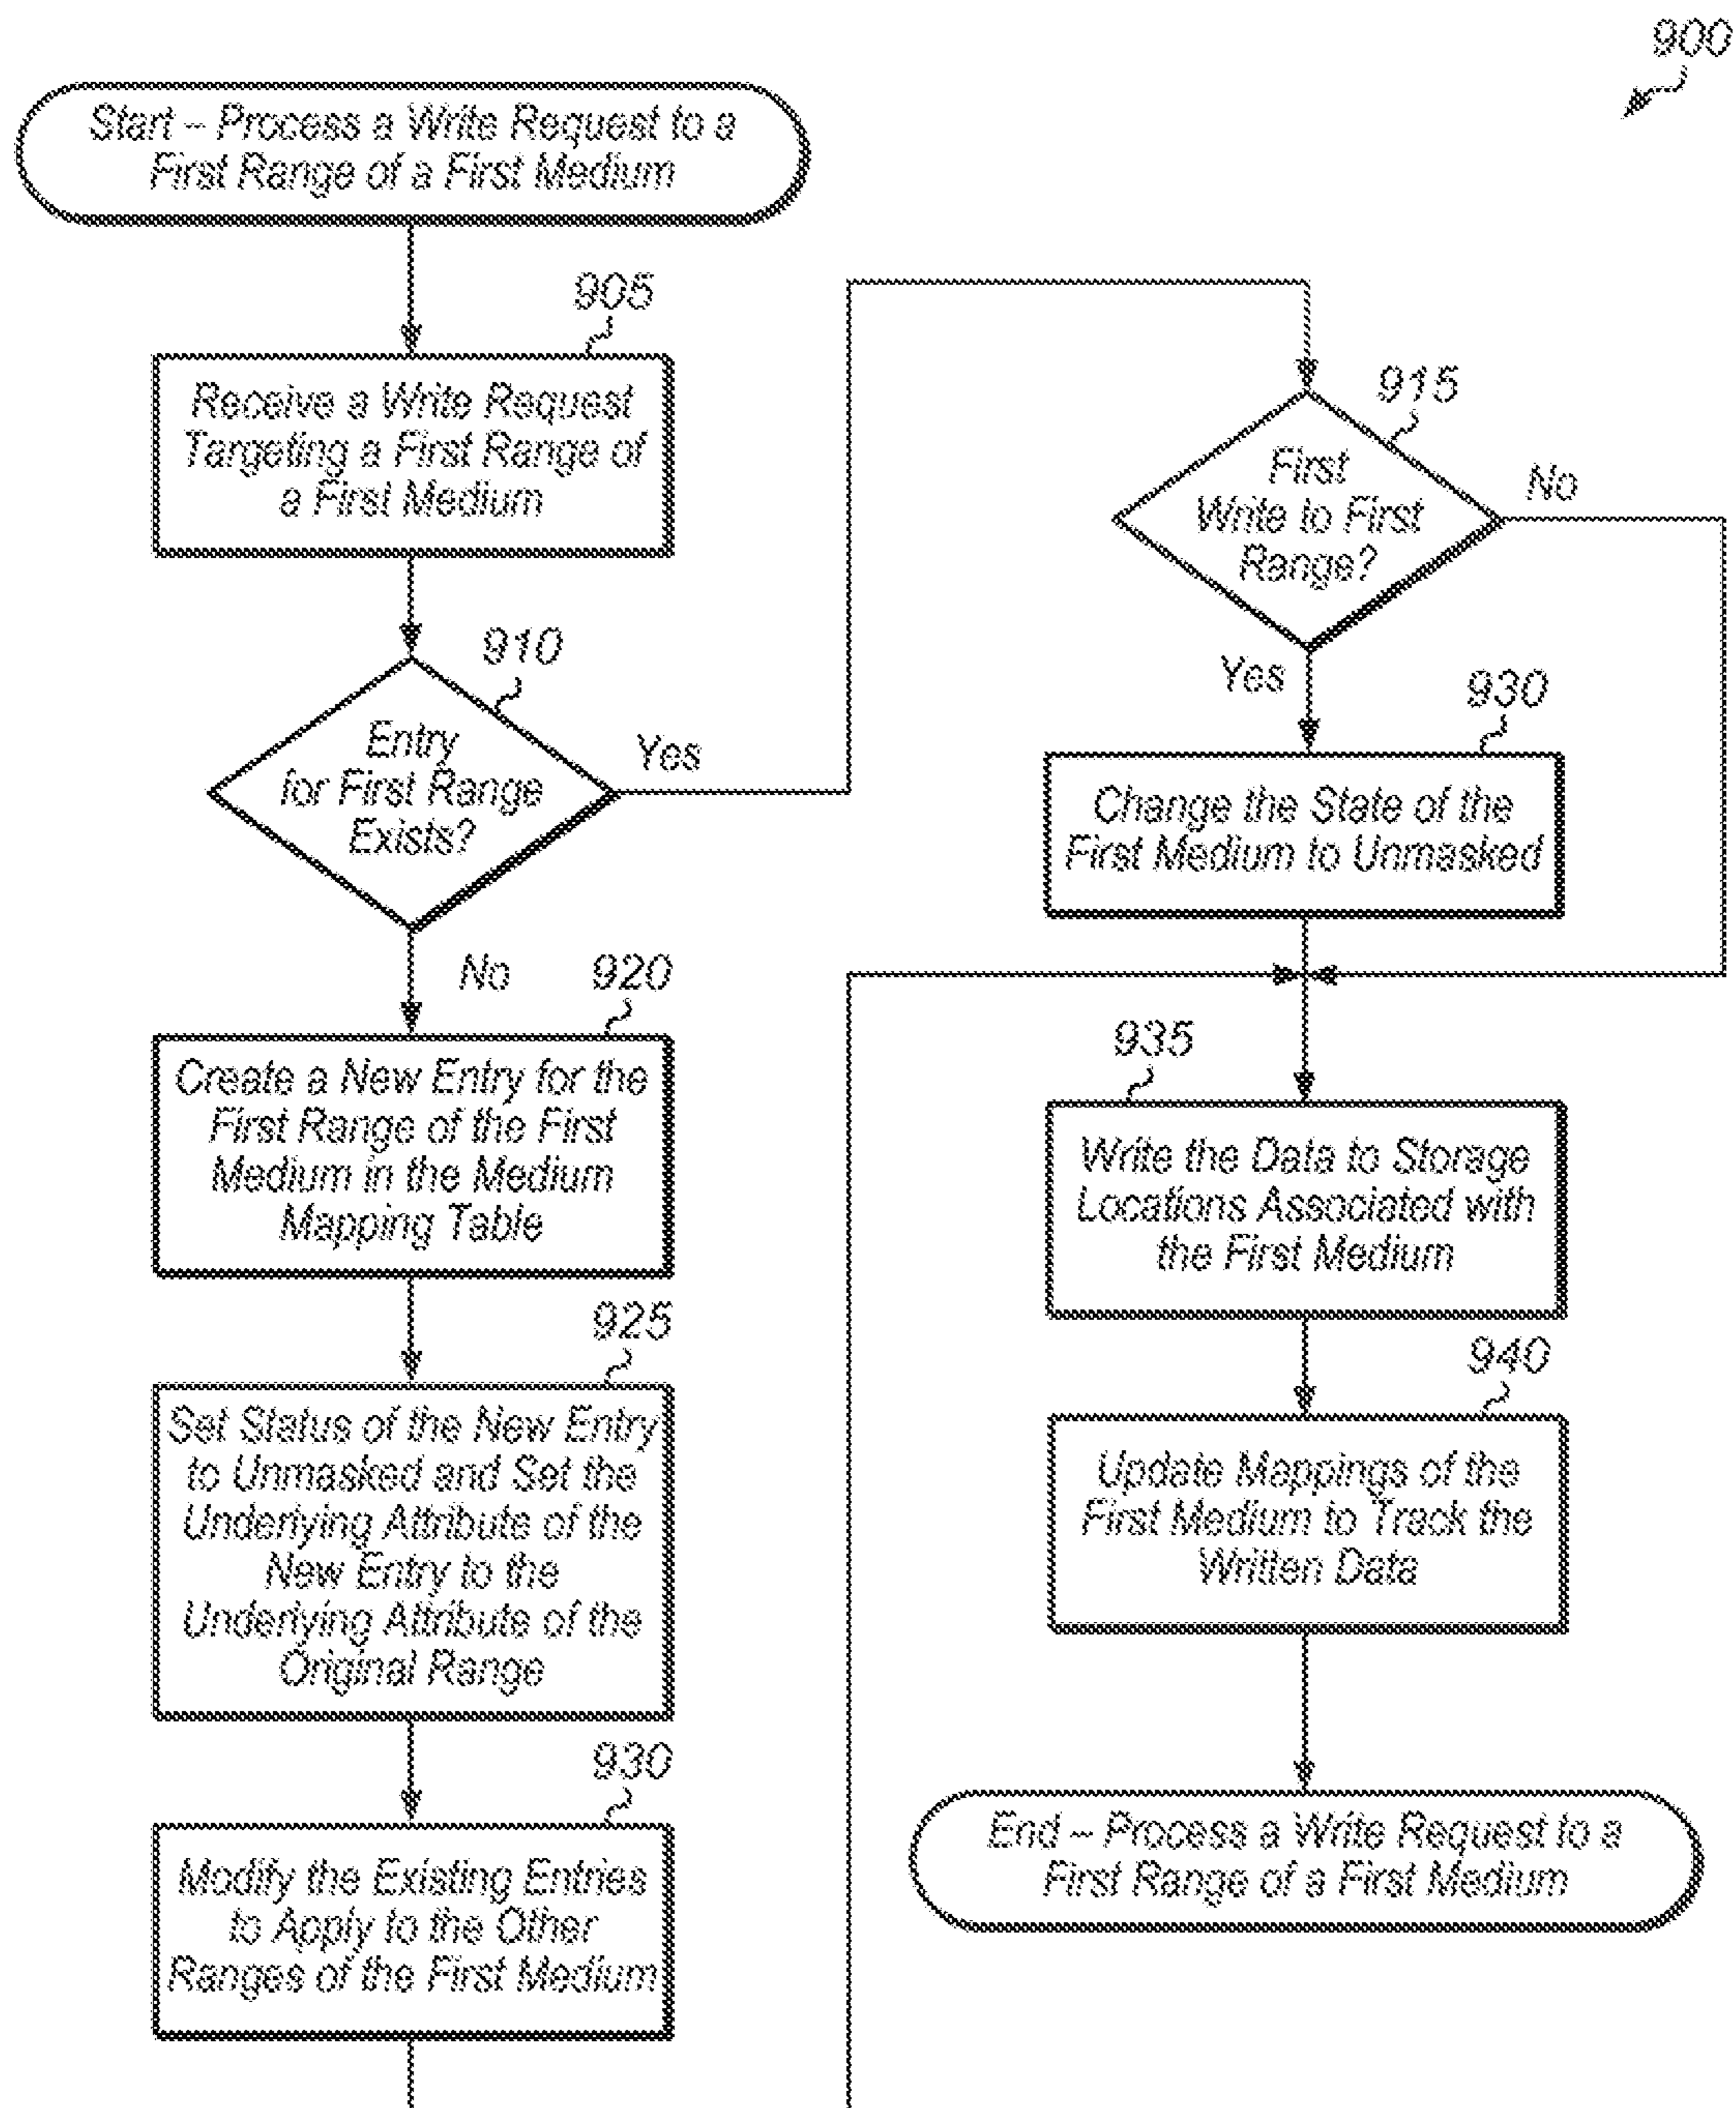 900
Start – Process a Write Request to a
First Range of a First Medium
905
Receive a Write Request
Targeting a First Range of
a First Medium
910
Entry
for First Range
Exists?
Yes
No
920
Create a New Entry for the
First Range of the First
Medium in the Medium
Mapping Table
925
Set Status of the New Entry
to Unmasked and Set the
Underlying Attribute of the
New Entry to the
Underlying Attribute of the
Original Range
930
Modify the Existing Entries
to Apply to the Other
Ranges of the First Medium
915
First
Write to First
Range?
No
Yes
930
Change the State of the
First Medium to Unmasked
935
Write the Data to Storage
Locations Associated with
the First Medium
940
Update Mappings of the
First Medium to Track the
Written Data
End – Process a Write Request to a
First Range of a First Medium